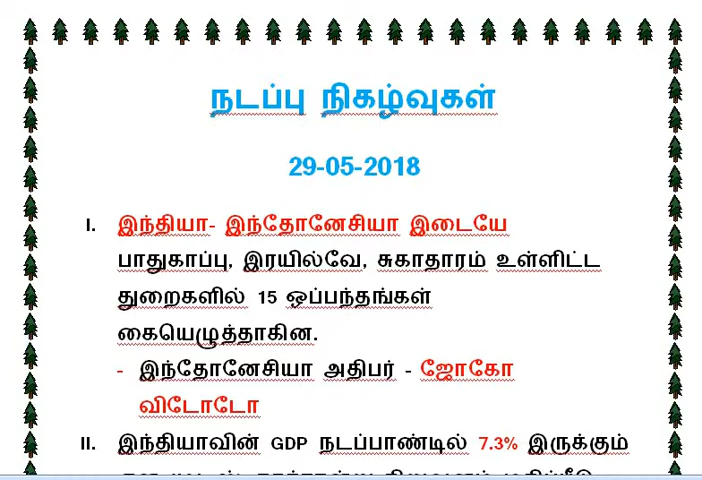 நடப்பு நிகழ்வுகள்
29-05-2018
I. இந்தியா- இந்தோனேசியா இடையே
பாதுகாப்பு, இரயில்வே, சுகாதாரம் உள்ளிட்ட
துறைகளில் 15 ஒப்பந்தங்கள்
கையெழுத்தாகின.
- இந்தோனேசியா அதிபர் - ஜோகோ
விடோடோ
II. இந்தியாவின் GDP நடப்பாண்டில் 7.3% இருக்கும்